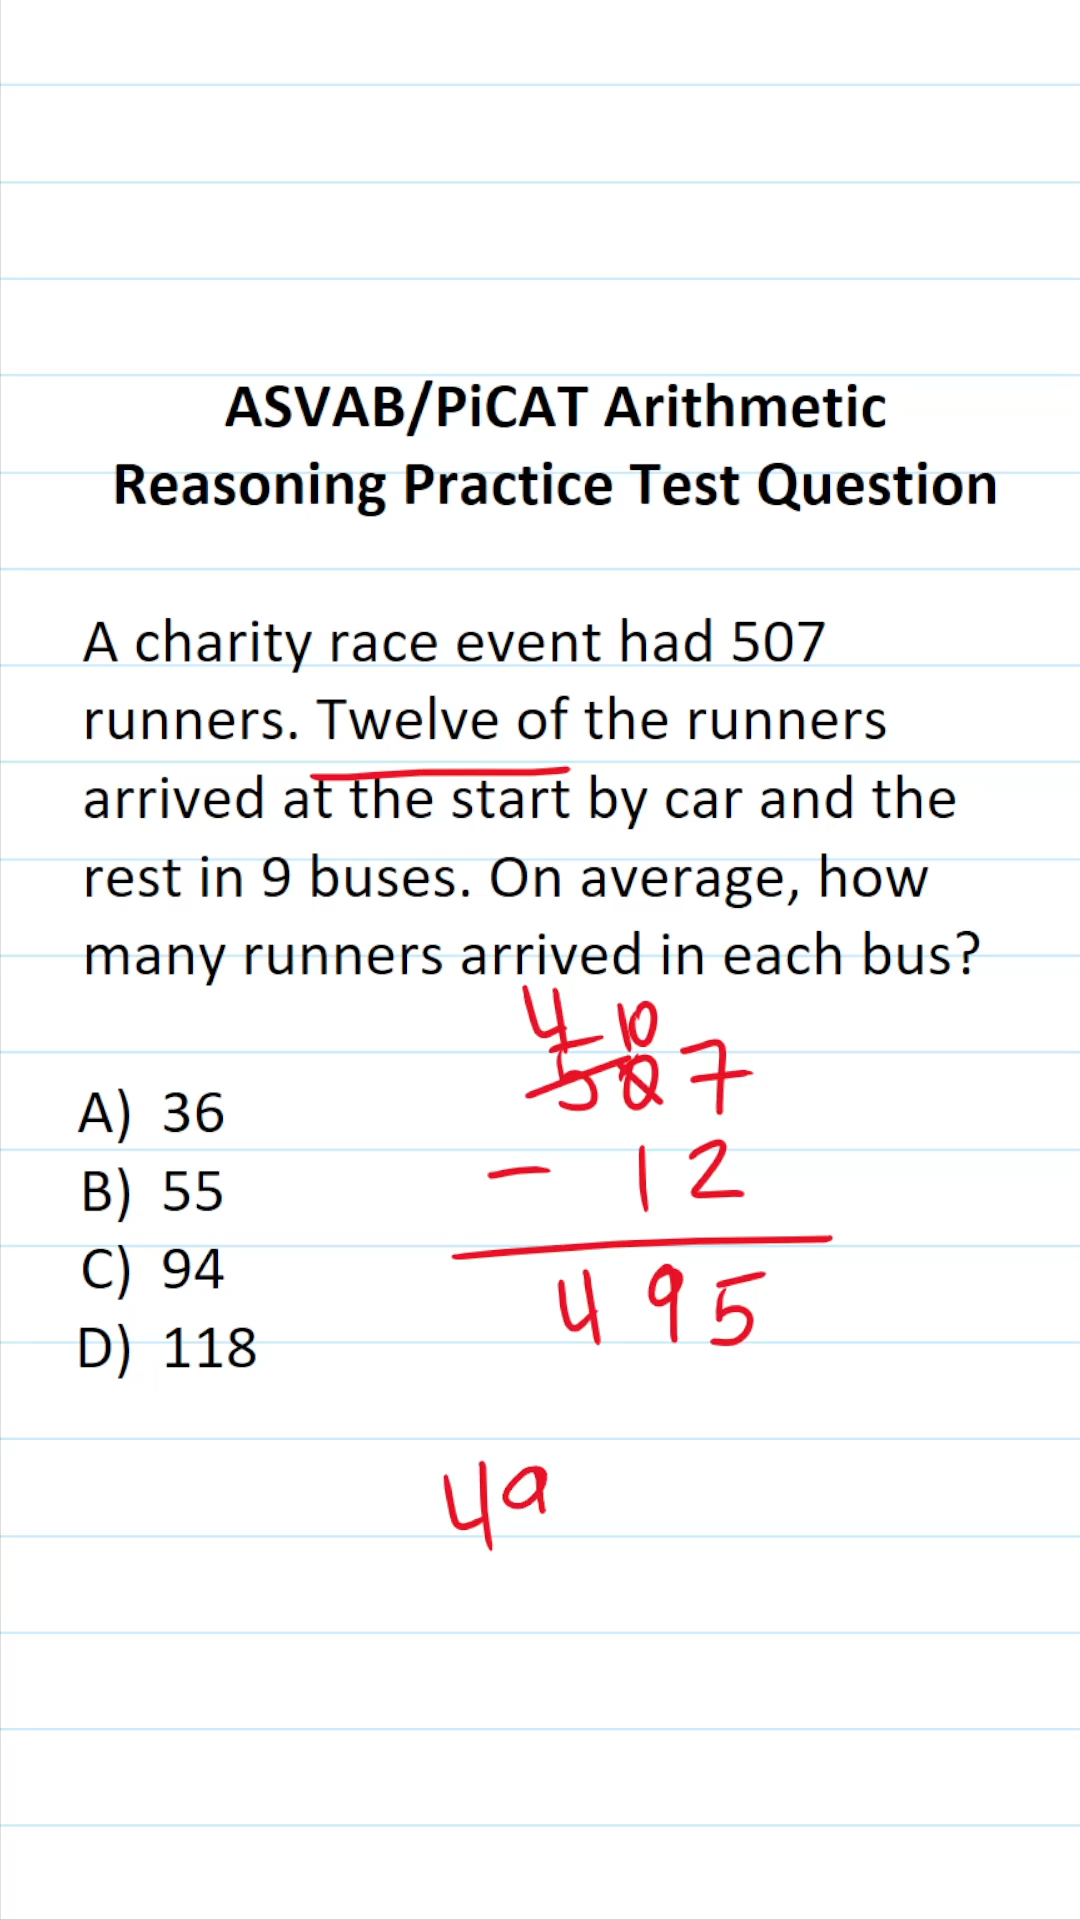 ASVAB/PiCAT Arithmetic
Reasoning Practice Test Question
A charity race event had 507
runners. Twelve of the runners
arrived at the start by car and the
rest in 9 buses. On average, how
many runners arrived in each bus?
A) 36
B) 55
C) 94
D) 118
4 10
507
- 12
495
49